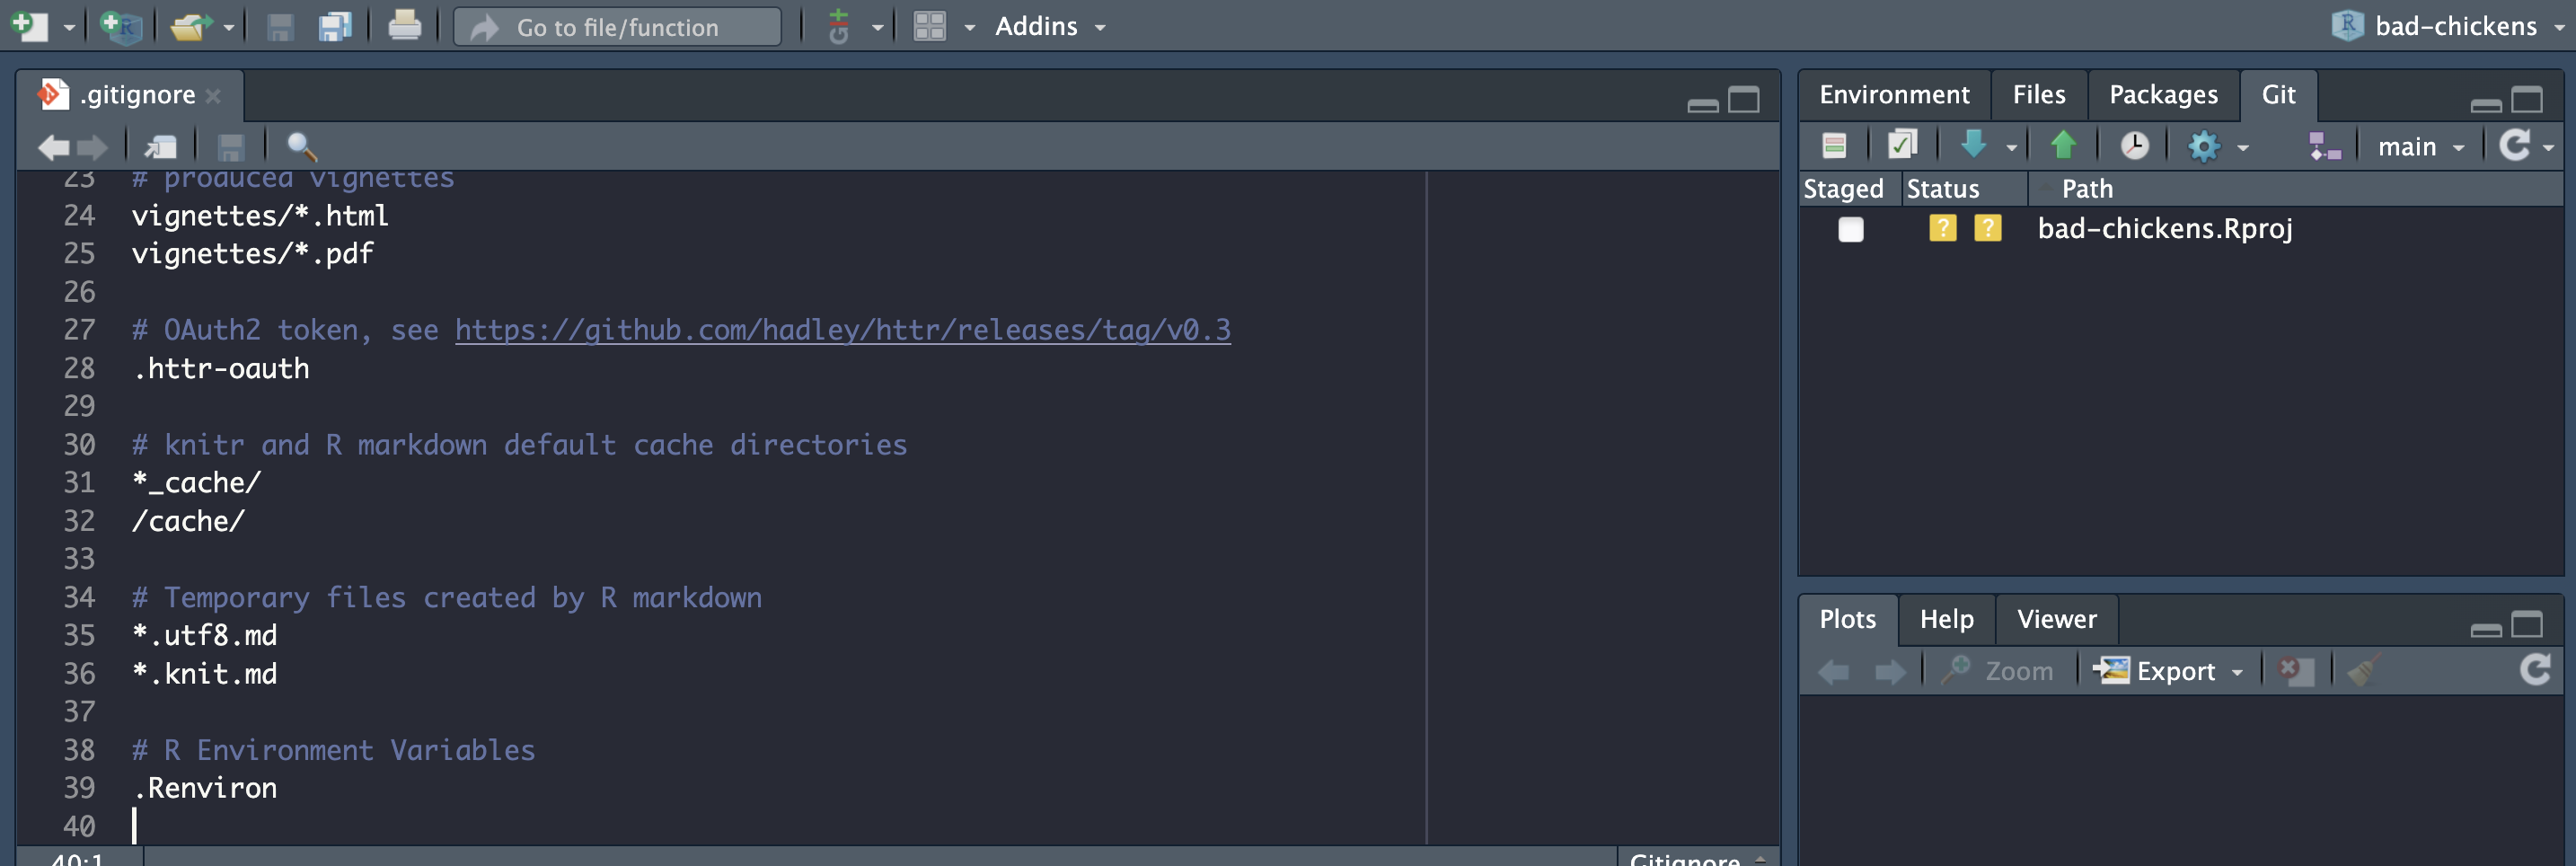 Go to file/function
Git
Addins
bad-chickens
.gitignore
23 # produced vignettes
24 vignettes/*.html
25 vignettes/*.pdf
26
27 # OAuth2 token, see https://github.com/hadley/httr/releases/tag/v0.3
28 .httr-oauth
29
30 # knitr and R markdown default cache directories
31 *_cache/
32 /cache/
33
34 # Temporary files created by R markdown
35 *.utf8.md
36 *.knit.md
37
38 # R Environment Variables
39 .Renviron
40
40:1
Gitignore
Environment Files Packages Git
main
Staged Status Path
? ? bad-chickens.Rproj
Plots Help Viewer
Zoom Export